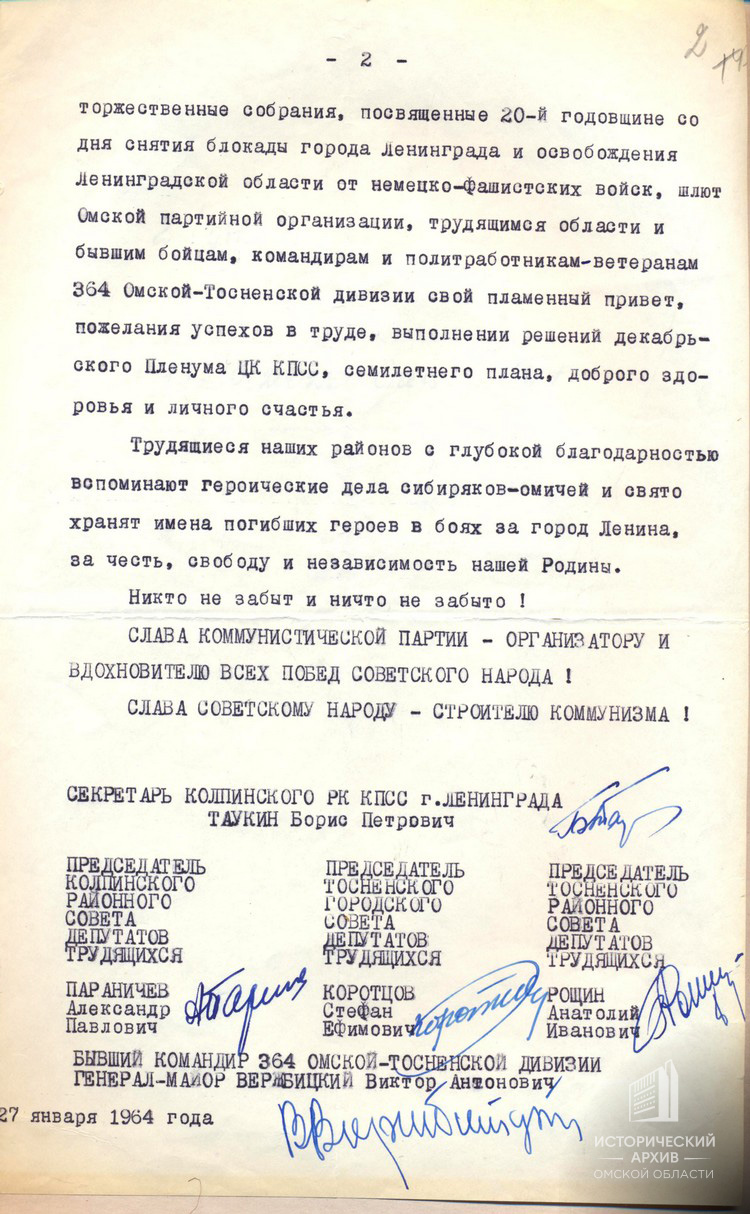 - 2 -
2
торжественные собрания, посвященные 20-й годовщине со
дня снятия блокады города Ленинграда и освобождения
Ленинградской области от немецко-фашистских войск, шлют
Омской партийной организации, трудящимся области и
бывшим бойцам, командирам и политработникам-ветеранам
364 Омской-Тосненской дивизии свой пламенный привет,
пожелания успехов в труде, выполнении решений декабрь-
ского Пленума ЦК КПСС, семилетнего плана, доброго здо-
ровья и личного счастья.
Трудящиеся наших районов с глубокой благодарностью
вспоминают героические дела сибиряков-омичей и свято
хранят имена погибших героев в боях за город Ленина,
за честь, свободу и независимость нашей Родины.
Никто не забыт и ничто не забыто !
СЛАВА КОММУНИСТИЧЕСКОЙ ПАРТИИ - ОРГАНИЗАТОРУ И
ВДОХНОВИТЕЛЮ ВСЕХ ПОБЕД СОВЕТСКОГО НАРОДА !
СЛАВА СОВЕТСКОМУ НАРОДУ - СТРОИТЕЛЮ КОММУНИЗМА !
СЕКРЕТАРЬ КОЛПИНСКОГО РК КПСС г.ЛЕНИНГРАДА
ТАУКИН Борис Петрович
ПРЕДСЕДАТЕЛЬ
КОЛПИНСКОГО
РАЙОННОГО
СОВЕТА
ДЕПУТАТОВ
ТРУДЯЩИХСЯ
ПАРАНИЧЕВ
Александр
Павлович
ПРЕДСЕДАТЕЛЬ
ТОСНЕНСКОГО
ГОРОДСКОГО
СОВЕТА
ДЕПУТАТОВ
ТРУДЯЩИХСЯ
КОРОТЦОВ
Стефан
Ефимович
ПРЕДСЕДАТЕЛЬ
ТОСНЕНСКОГО
РАЙОННОГО
СОВЕТА
ДЕПУТАТОВ
ТРУДЯЩИХСЯ
РОЩИН
Анатолий
Иванович
БЫВШИЙ КОМАНДИР 364 ОМСКОЙ-ТОСНЕНСКОЙ ДИВИЗИИ
ГЕНЕРАЛ-МАЙОР ВЕРЖБИЦКИЙ Виктор Антонович
27 января 1964 года
ИСТОРИЧЕСКИЙ
АРХИВ
ОМСКОЙ ОБЛАСТИ